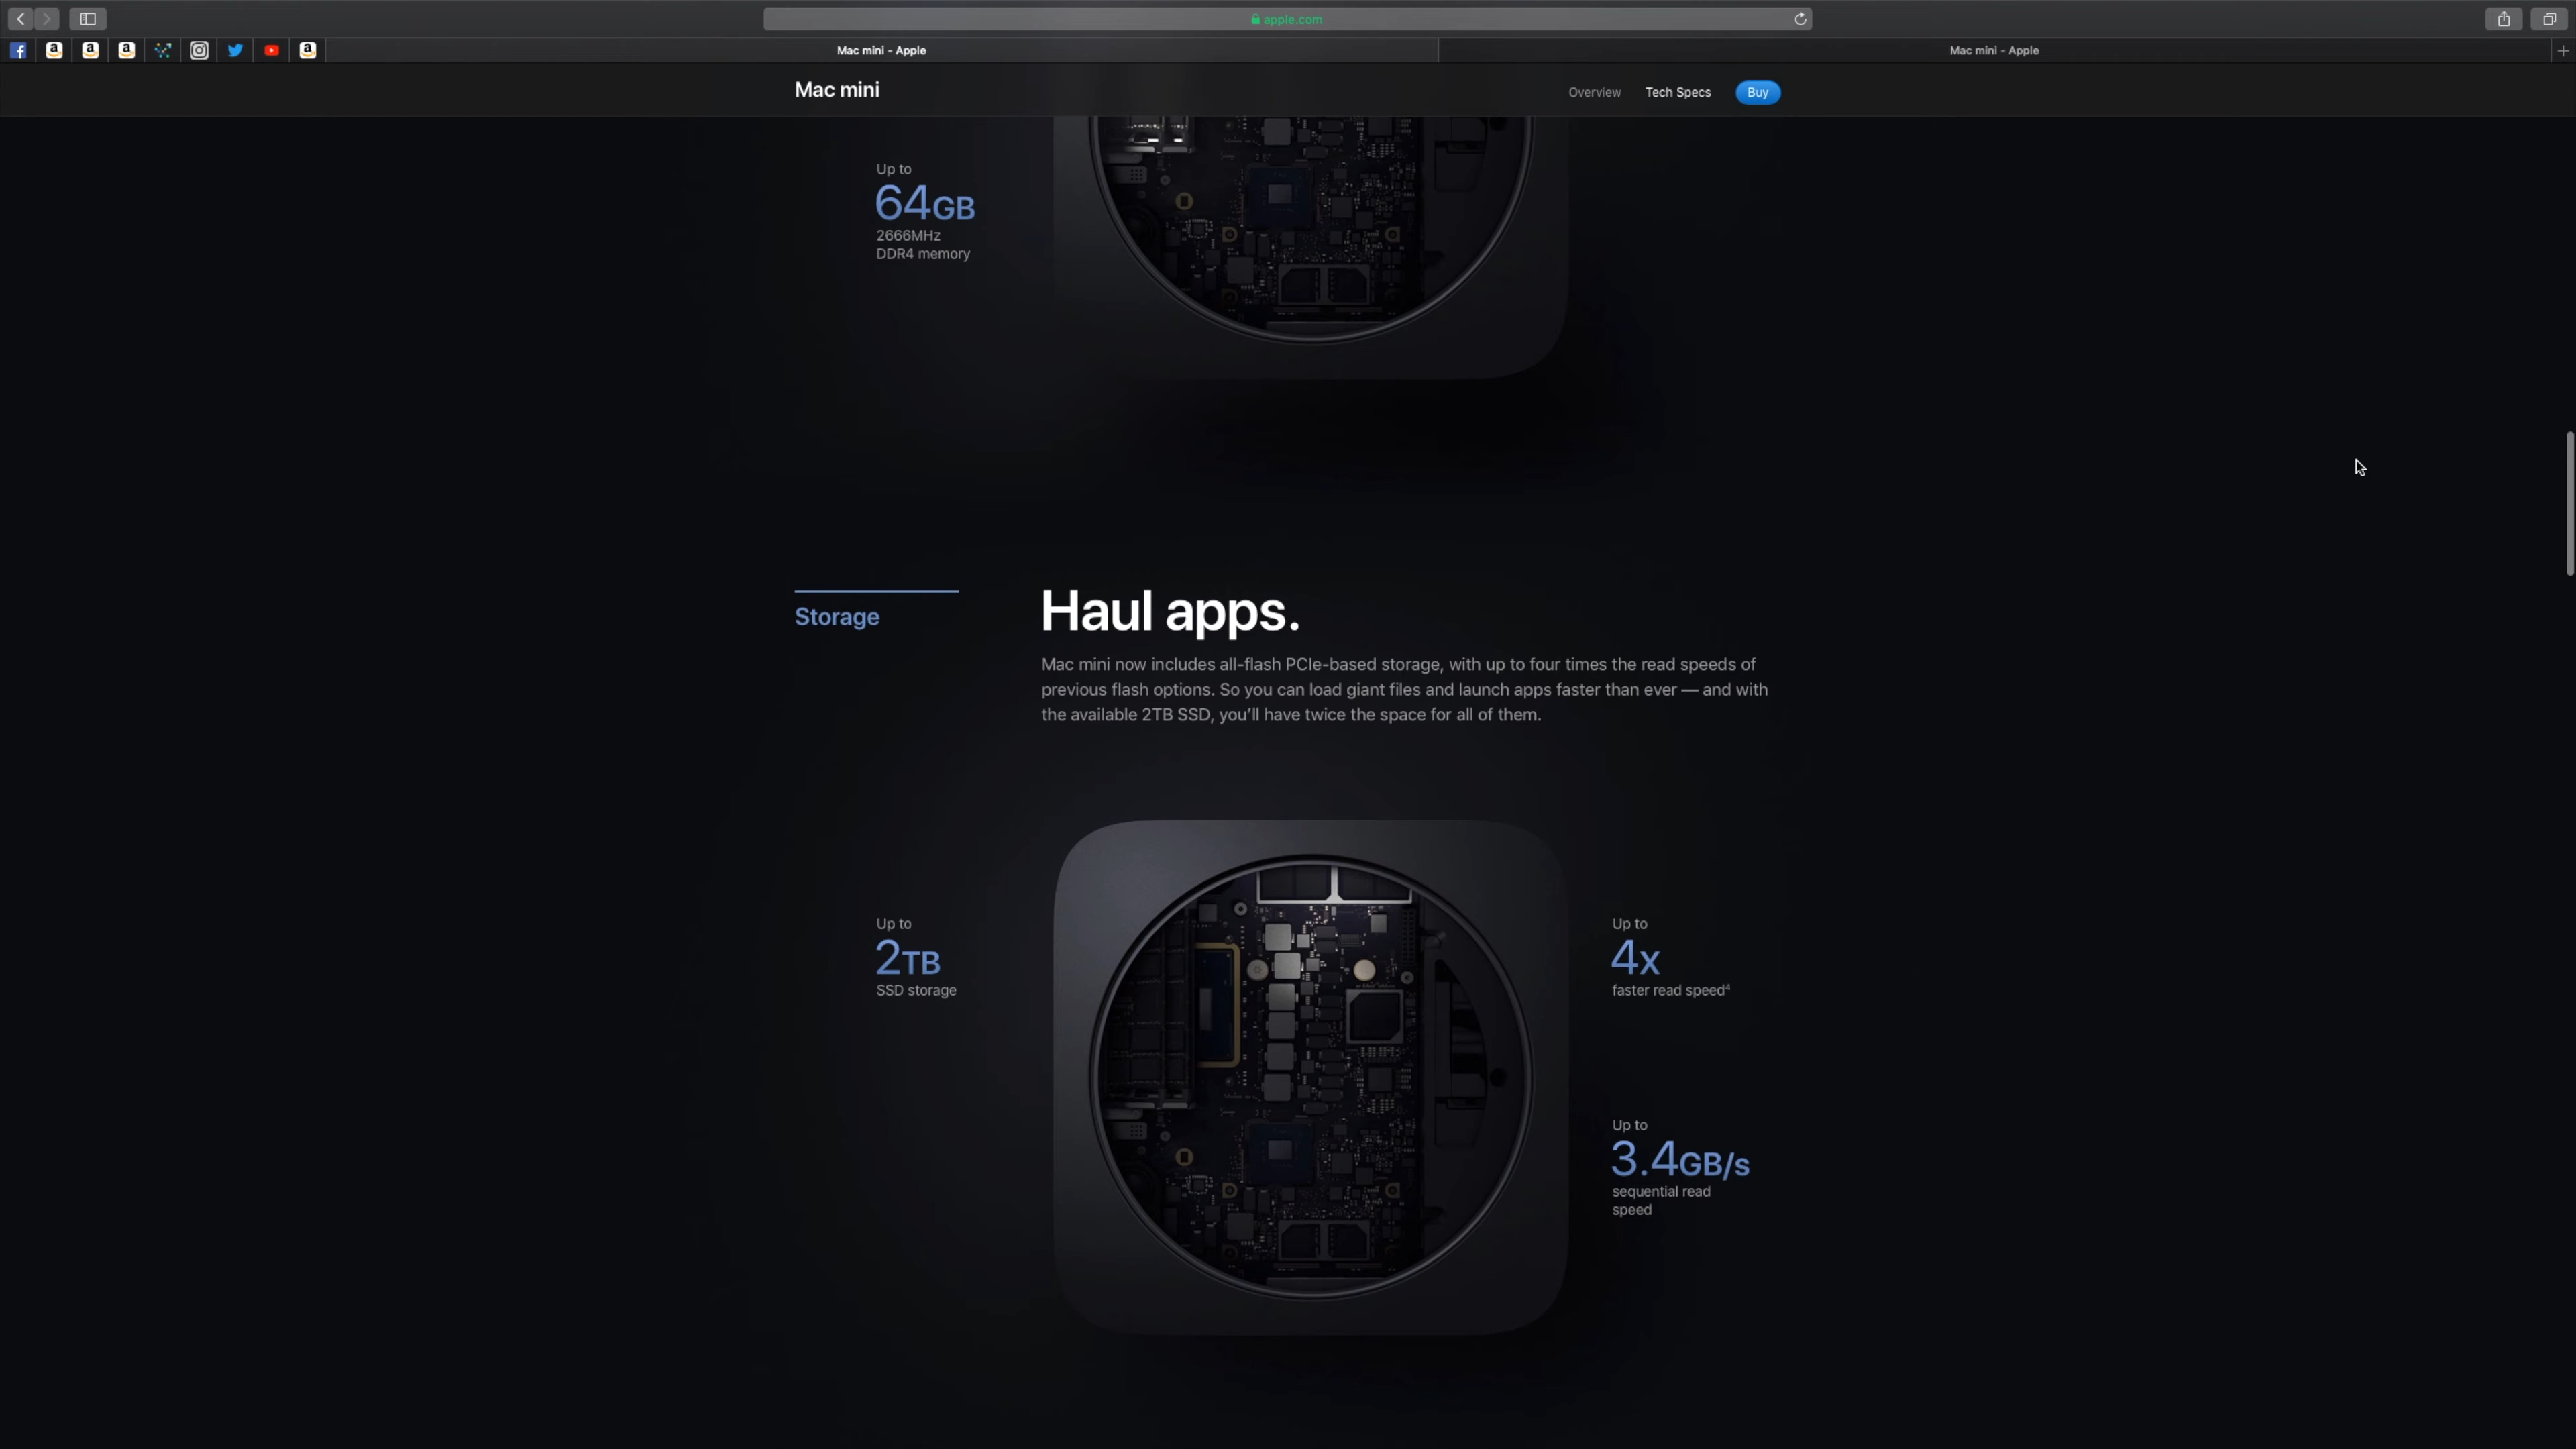 apple.com
Mac mini - Apple
Mac mini - Apple
Mac mini
Overview
Tech Specs
Buy
Up to
64GB
2666MHz
DDR4 memory
Storage
Haul apps.
Mac mini now includes all-flash PCIe-based storage, with up to four times the read speeds of
previous flash options. So you can load giant files and launch apps faster than ever — and with
the available 2TB SSD, you’ll have twice the space for all of them.
Up to
2TB
SSD storage
Up to
4x
faster read speed⁴
Up to
3.4GB/s
sequential read
speed